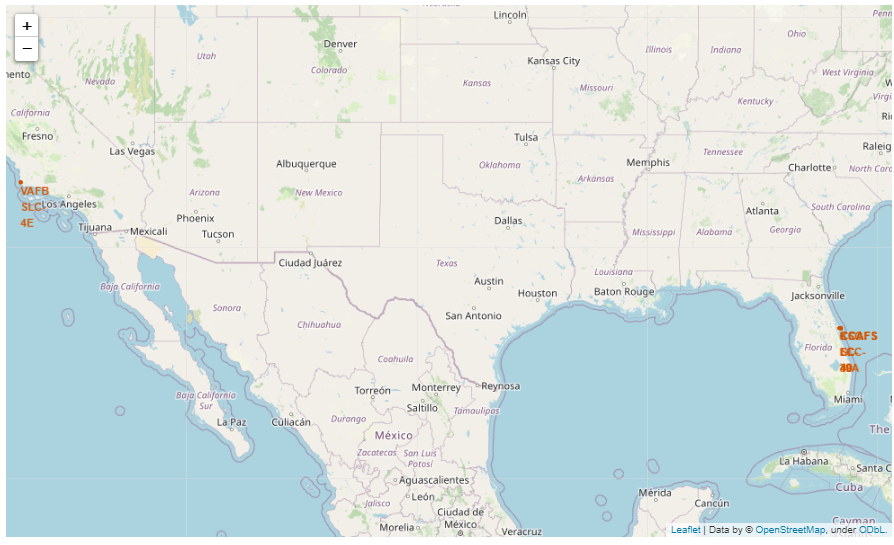 +
−
Lincoln
Ohio
Denver
Utah
Colorado
Nevada
Illinois
Indiana
Kansas City
Kansas
Missouri
West Virginia
Kentucky
California
Fresno
Las Vegas
Tulsa
Albuquerque
Oklahoma
Memphis
Tennessee
Charlotte
Arkansas
New Mexico
Arizona
VAFB
SLC-
4E
Los Angeles
Phoenix
Tucson
Tijuana
Mexicali
Dallas
Atlanta
South Carolina
Mississippi
Alabama
Georgia
Ciudad Juárez
Texas
Louisiana
Austin
Houston
Baton Rouge
Jacksonville
Baja California
Sonora
San Antonio
Chihuahua
Florida
Coahuila
Torreón
Monterrey
Reynosa
Saltillo
Tamaulipas
Miami
Baja California
Sur
La Paz
Culiacán
Durango
México
Zacatecas
San Luis
Potosí
The
La Habana
Santa C
Cuba
Aguascalientes
León
Jalisco
Mérida
Cancún
Ciudad de
México
Morelia
Veracruz
Cayman
Leaflet | Data by © OpenStreetMap, under ODbL.